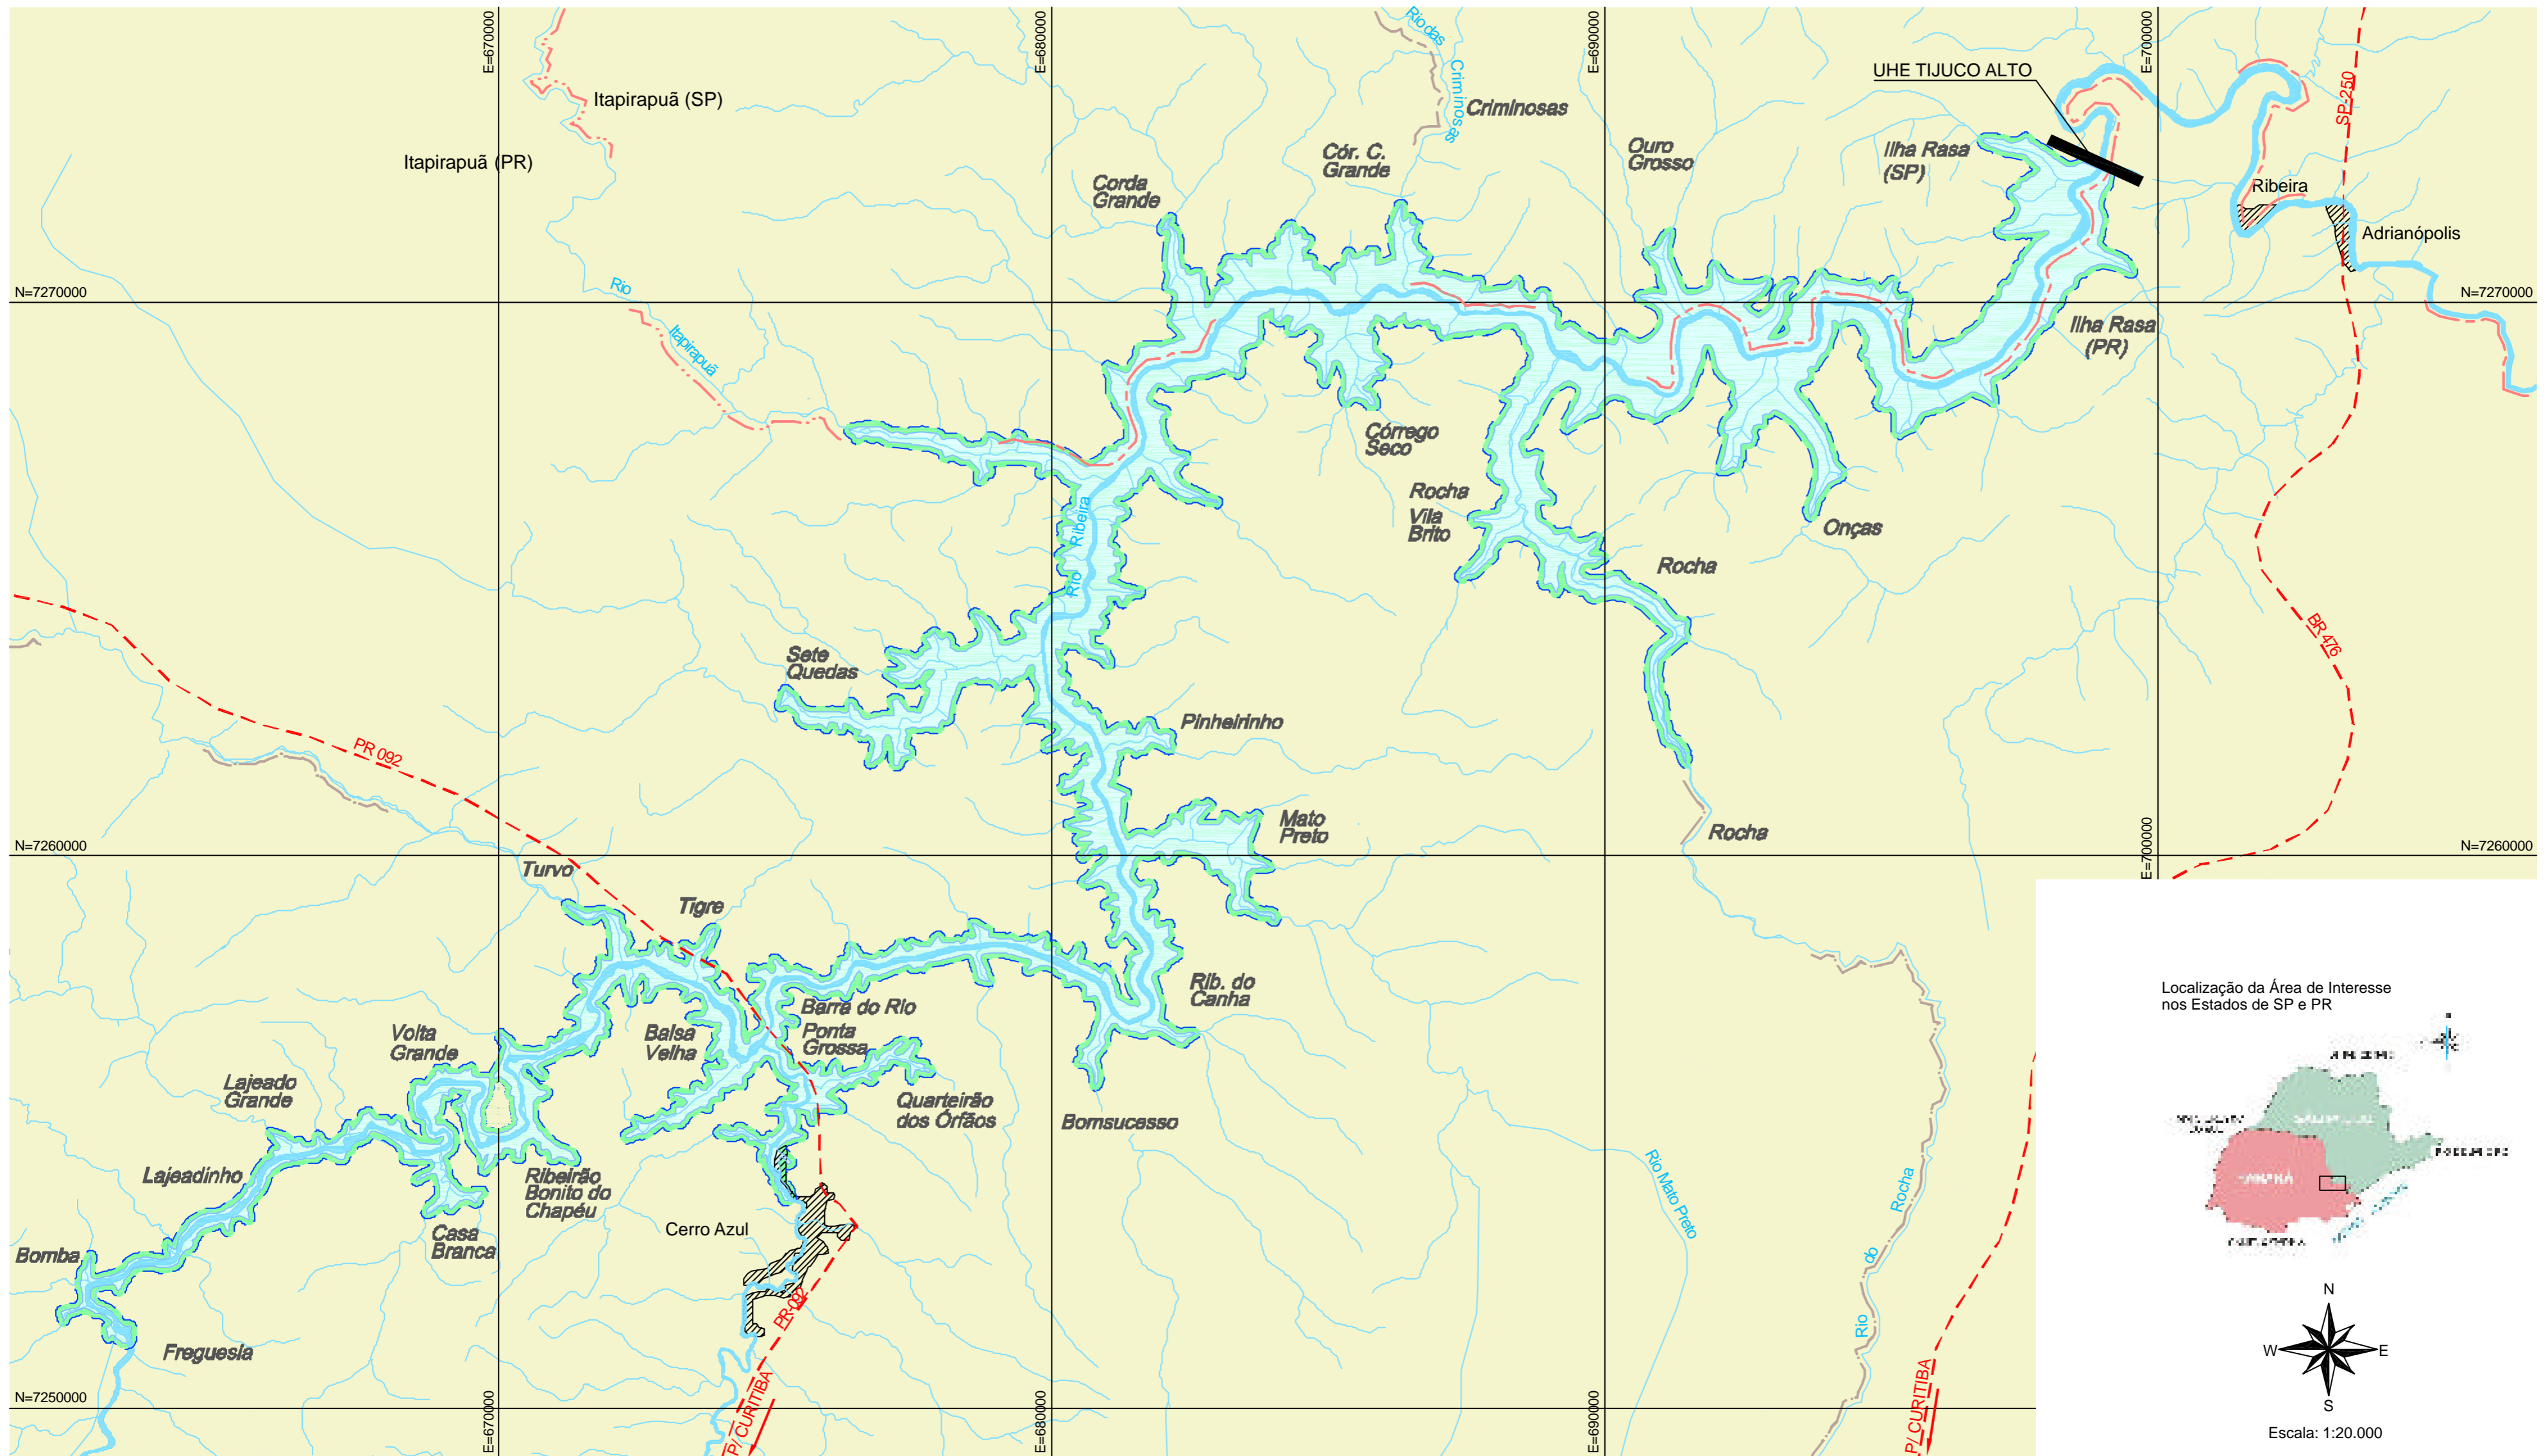 E=670000
E=680000
E=6900000
E=700000
Rio das
Criminosas
Criminosas
UHE TIJUCO ALTO
SP-250
Itapirapuã (SP)
Itapirapuã (PR)
Cór. C.
Grande
Ouro
Grosso
Ilha Rasa
(SP)
Corda
Grande
Ribeira
Adrianópolis
N=7270000
N=7270000
Rio
Itapirapuã
Ilha Rasa
(PR)
Córrego
Seco
Rocha
Vila
Brito
Onças
Rio Ribeira
Rocha
BR 476
Sete
Quedas
Pinheirinho
PR 092
Mato
Preto
Rocha
N=7260000
N=7260000
E=700000
Turvo
Tigre
Rib. do
Canha
Barra do Rio
Ponta
Grossa
Balsa
Velha
Volta
Grande
Lajeado
Grande
Quarteirão
dos Órfãos
Bomsucesso
Lajeadinho
Ribeirão
Bonito do
Chapéu
Casa
Branca
Cerro Azul
Bomba
Freguesia
PR-092
Rio Mato Preto
Rio do Rocha
N=7250000
E=670000
E=680000
E=690000
P/ CURITIBA
P/ CURITIBA
Localização da Área de Interesse
nos Estados de SP e PR
N
W
E
S
Escala: 1:20.000